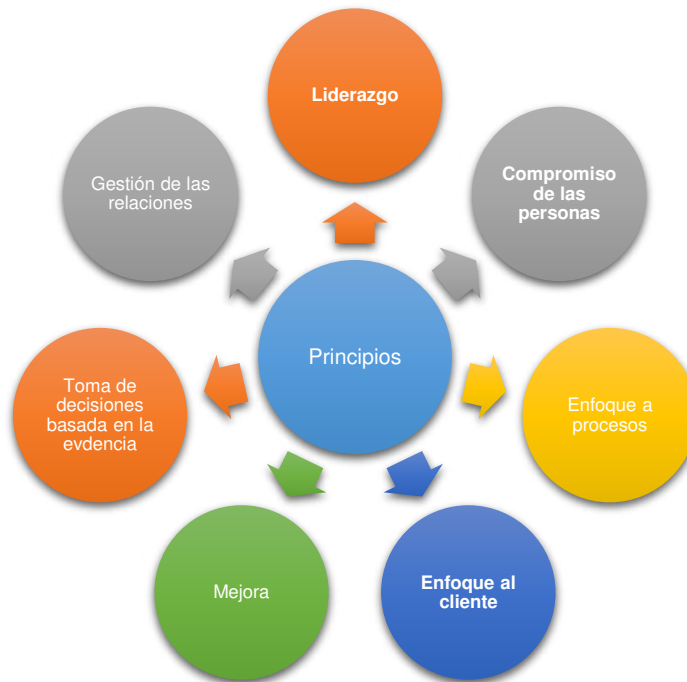 Liderazgo
Compromiso
de las
personas
Gestión de las
relaciones
Principios
Enfoque a
procesos
Toma de
decisiones
basada en la
evdencia
Enfoque al
cliente
Mejora